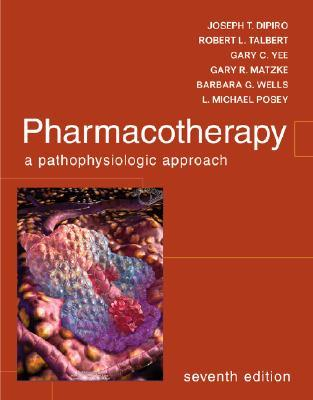 JOSEPH T. DIPIRO
ROBERT L. TALBERT
GARY C. YEE
GARY R. MATZKE
BARBARA G. WELLS
L. MICHAEL POSEY
Pharmacotherapy
a pathophysiologic approach
seventh edition